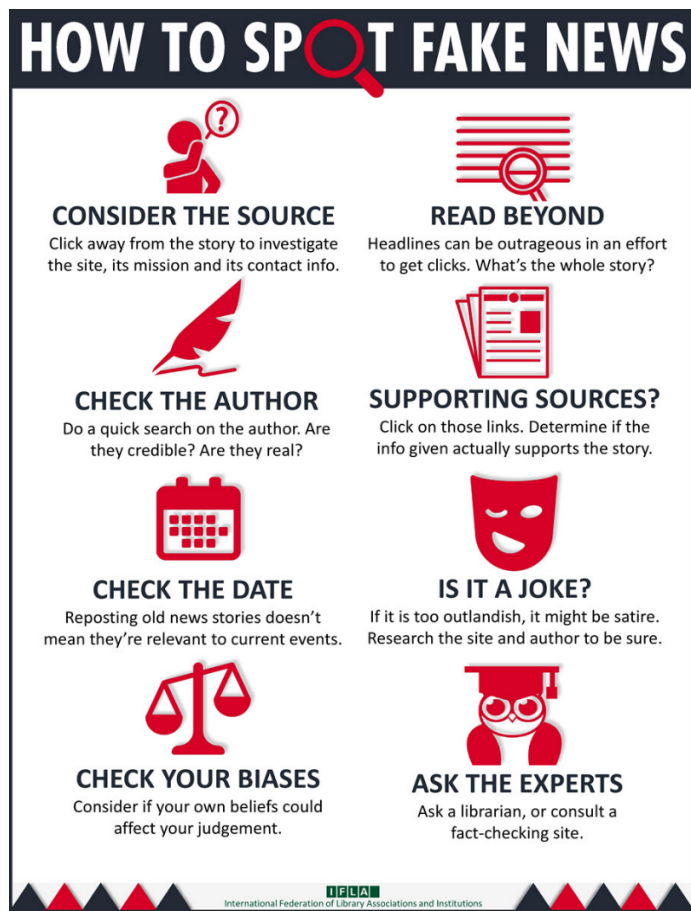 HOW TO SPOT FAKE NEWS
?
CONSIDER THE SOURCE
Click away from the story to investigate
the site, its mission and its contact info.
READ BEYOND
Headlines can be outrageous in an effort
to get clicks. What's the whole story?
CHECK THE AUTHOR
Do a quick search on the author. Are
they credible? Are they real?
SUPPORTING SOURCES?
Click on those links. Determine if the
info given actually supports the story.
CHECK THE DATE
Reposting old news stories doesn't
mean they're relevant to current events.
IS IT A JOKE?
If it is too outlandish, it might be satire.
Research the site and author to be sure.
CHECK YOUR BIASES
Consider if your own beliefs could
affect your judgement.
ASK THE EXPERTS
Ask a librarian, or consult a
fact-checking site.
IFLA
International Federation of Library Associations and Institutions